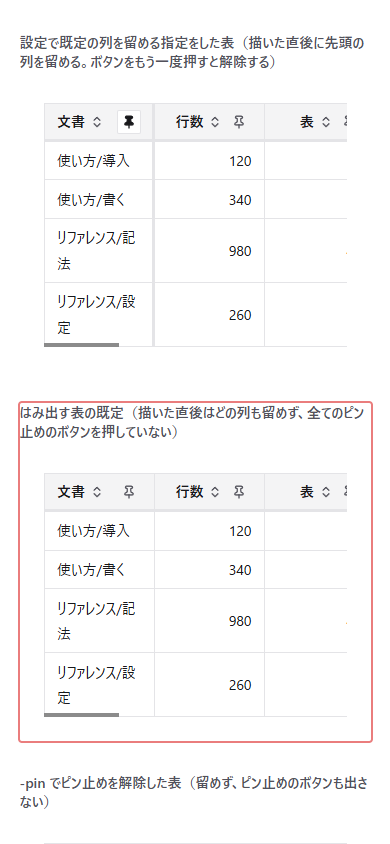 設定で既定の列を留める指定をした表（描いた直後に先頭の
列を留める。ボタンをもう一度押すと解除する）
文書 行数 表
使い方/導入 120
使い方/書く 340
リファレンス/記
法 980
リファレンス/設
定 260
はみ出す表の既定（描いた直後はどの列も留めず、全てのピン
止めのボタンを押していない）
文書 行数 表
使い方/導入 120
使い方/書く 340
リファレンス/記
法 980
リファレンス/設
定 260
-pin でピン止めを解除した表（留めず、ピン止めのボタンも出さ
ない）